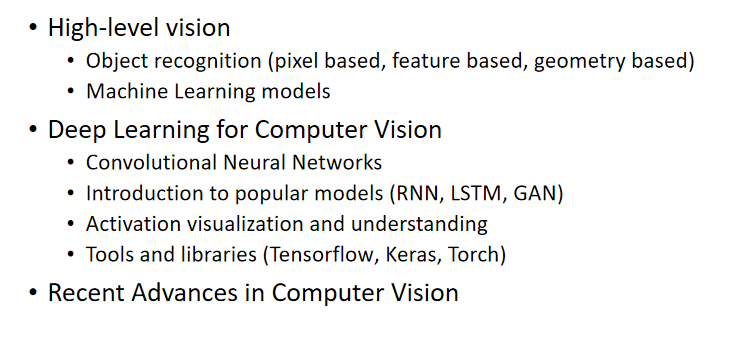 • High-level vision
• Object recognition (pixel based, feature based, geometry based)
• Machine Learning models
• Deep Learning for Computer Vision
• Convolutional Neural Networks
• Introduction to popular models (RNN, LSTM, GAN)
• Activation visualization and understanding
• Tools and libraries (Tensorflow, Keras, Torch)
• Recent Advances in Computer Vision